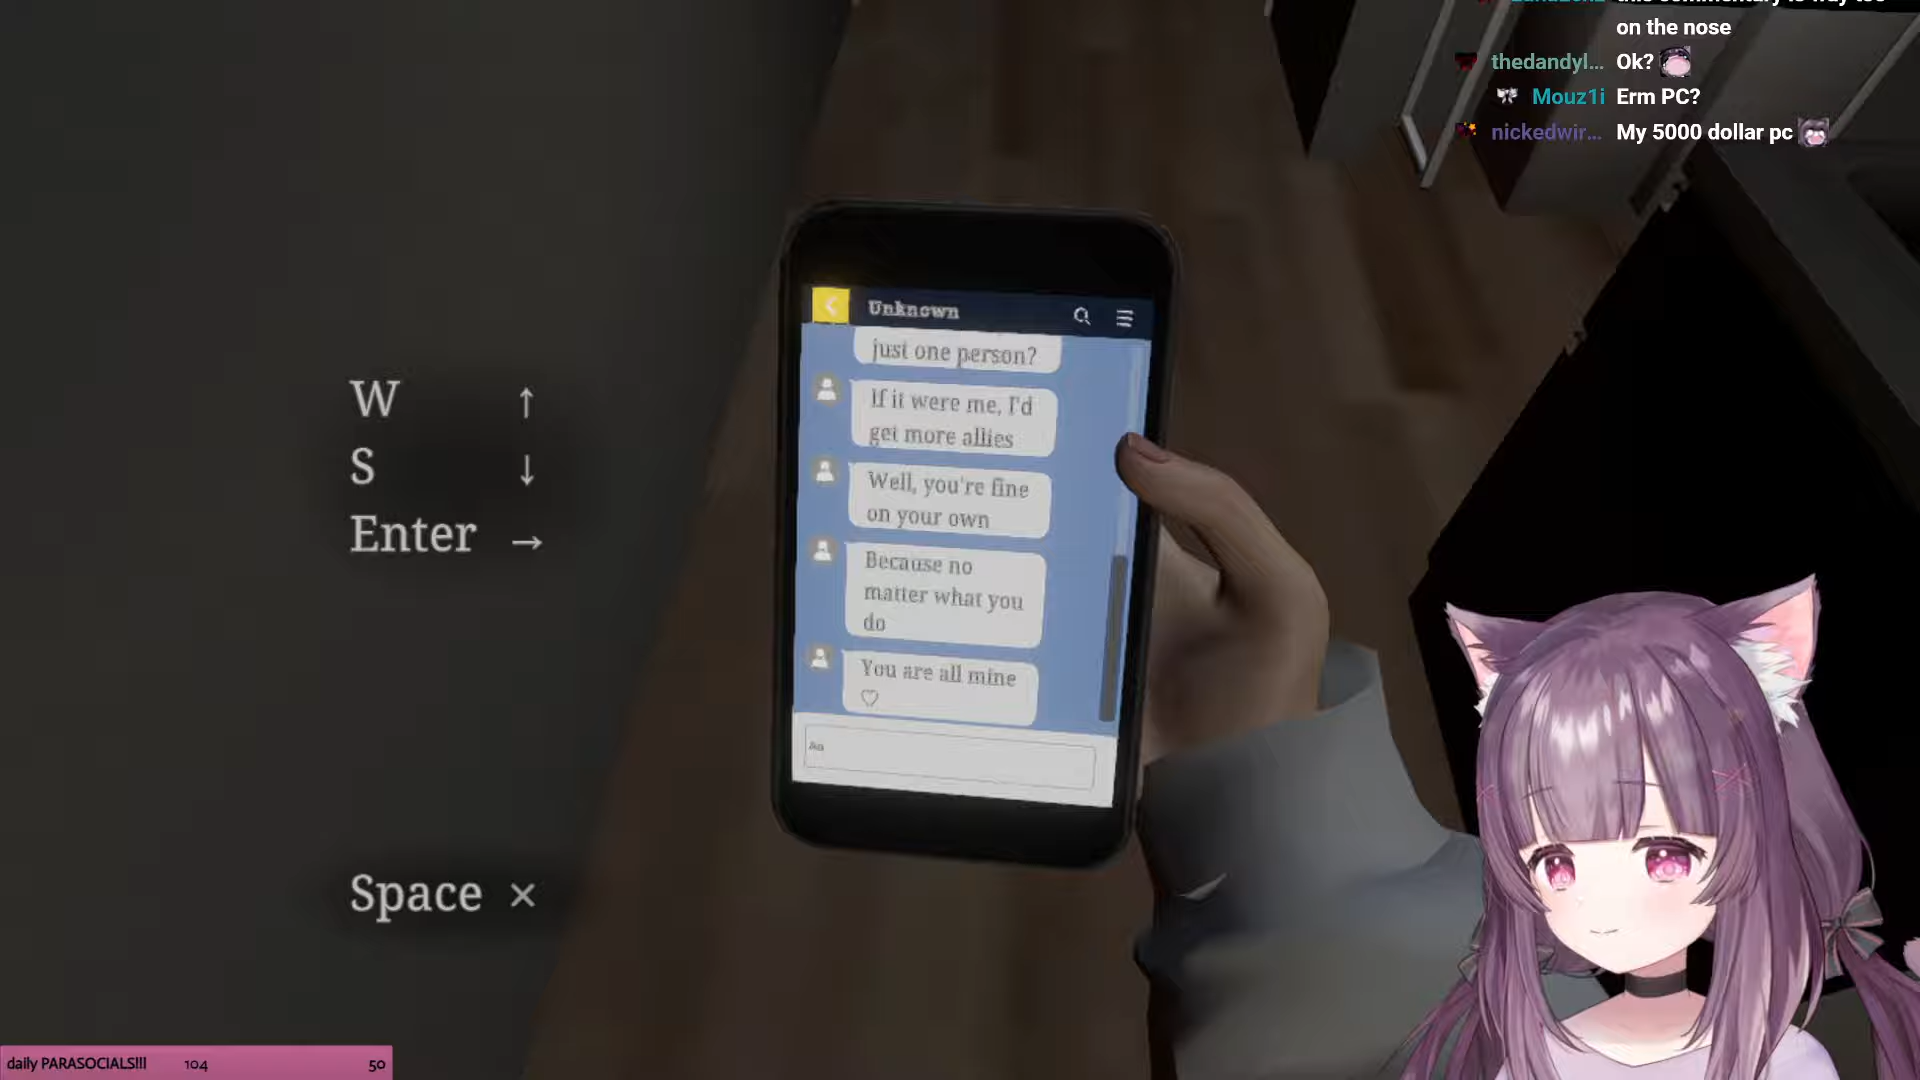 on the nose
thedandyl... Ok?
Mouz1i Erm PC?
nickedwir... My 5000 dollar pc
Unknown
just one person?
If it were me, I'd
get more allies
Well, you're fine
on your own
Because no
matter what you
do
You are all mine
♡
Aa
W ↑
S ↓
Enter →
Space ×
daily PARASOCIALS!!! 104 50